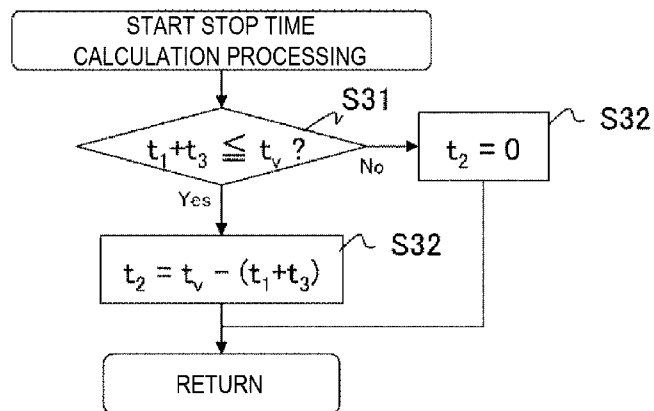 START STOP TIME
CALCULATION PROCESSING
S31
t₁+t₃ ≦ tᵥ ?
No
S32
t₂ = 0
Yes
S32
t₂ = tᵥ − (t₁+t₃)
RETURN